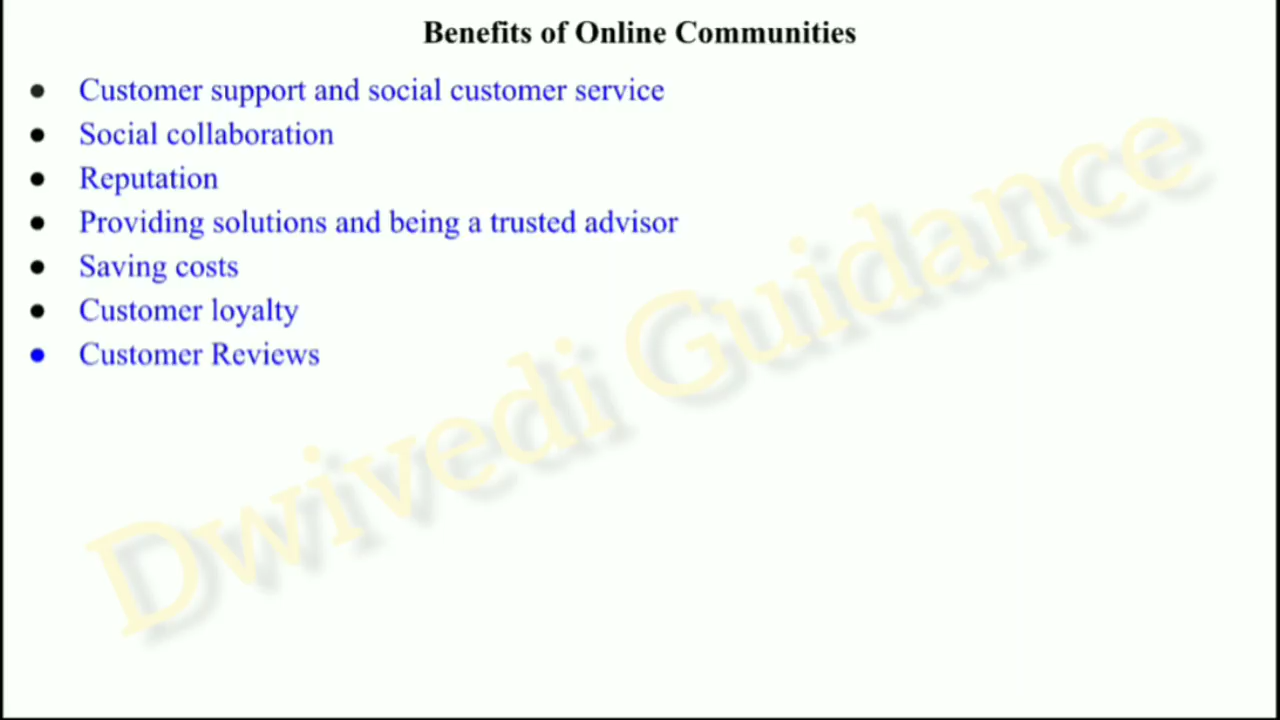 Benefits of Online Communities
● Customer support and social customer service
● Social collaboration
● Reputation
● Providing solutions and being a trusted advisor
● Saving costs
● Customer loyalty
● Customer Reviews
Dwivedi Guidance